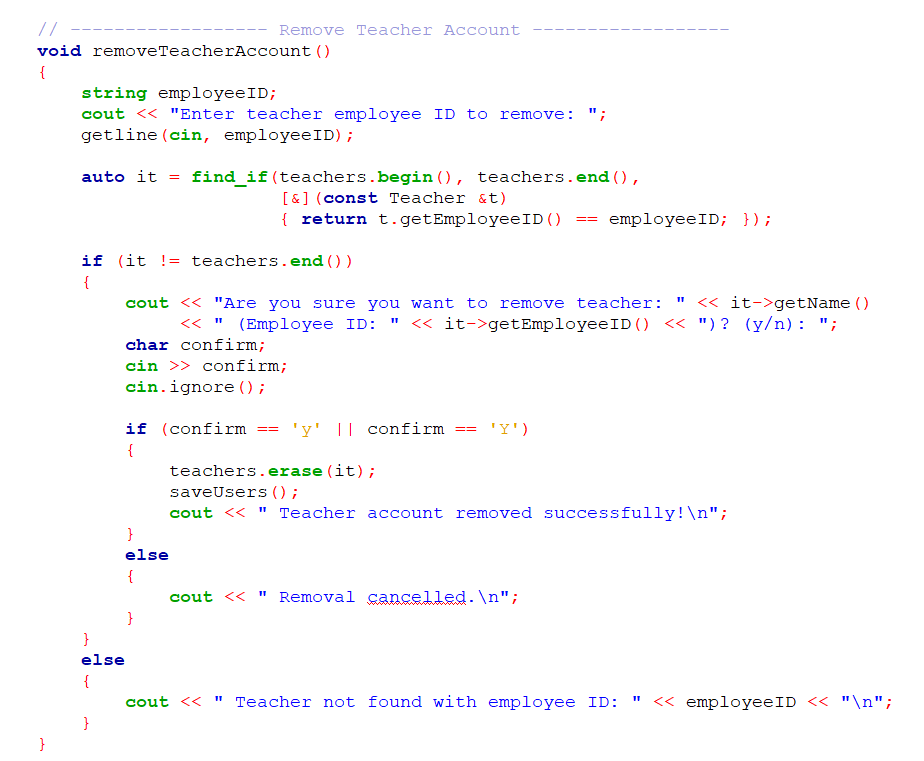 // ------------------ Remove Teacher Account ------------------
void removeTeacherAccount()
{
    string employeeID;
    cout << "Enter teacher employee ID to remove: ";
    getline(cin, employeeID);

    auto it = find_if(teachers.begin(), teachers.end(),
                      [&](const Teacher &t)
                      { return t.getEmployeeID() == employeeID; });

    if (it != teachers.end())
    {
        cout << "Are you sure you want to remove teacher: " << it->getName()
             << " (Employee ID: " << it->getEmployeeID() << ")? (y/n): ";
        char confirm;
        cin >> confirm;
        cin.ignore();

        if (confirm == 'y' || confirm == 'Y')
        {
            teachers.erase(it);
            saveUsers();
            cout << " Teacher account removed successfully!\n";
        }
        else
        {
            cout << " Removal cancelled.\n";
        }
    }
    else
    {
        cout << " Teacher not found with employee ID: " << employeeID << "\n";
    }
}